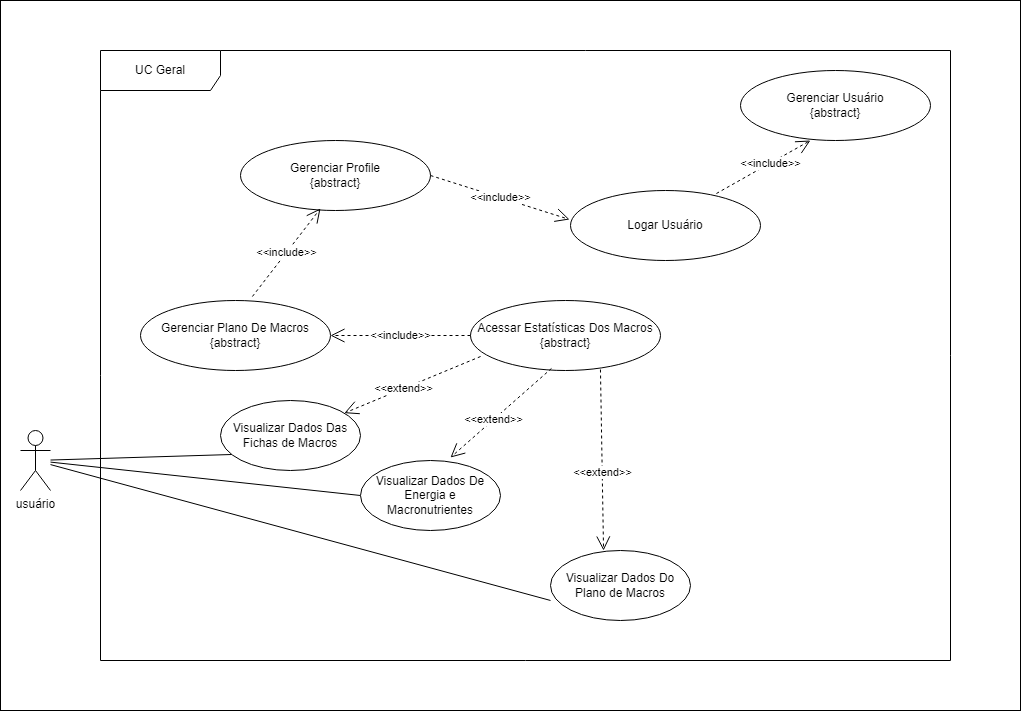 UC Geral
Gerenciar Usuário
{abstract}
<<include>>
Gerenciar Profile
{abstract}
<<include>>
Logar Usuário
<<include>>
Gerenciar Plano De Macros
{abstract}
<<include>>
Acessar Estatísticas Dos Macros
{abstract}
<<extend>>
<<extend>>
<<extend>>
Visualizar Dados Das
Fichas de Macros
Visualizar Dados De
Energia e
Macronutrientes
usuário
Visualizar Dados Do
Plano de Macros